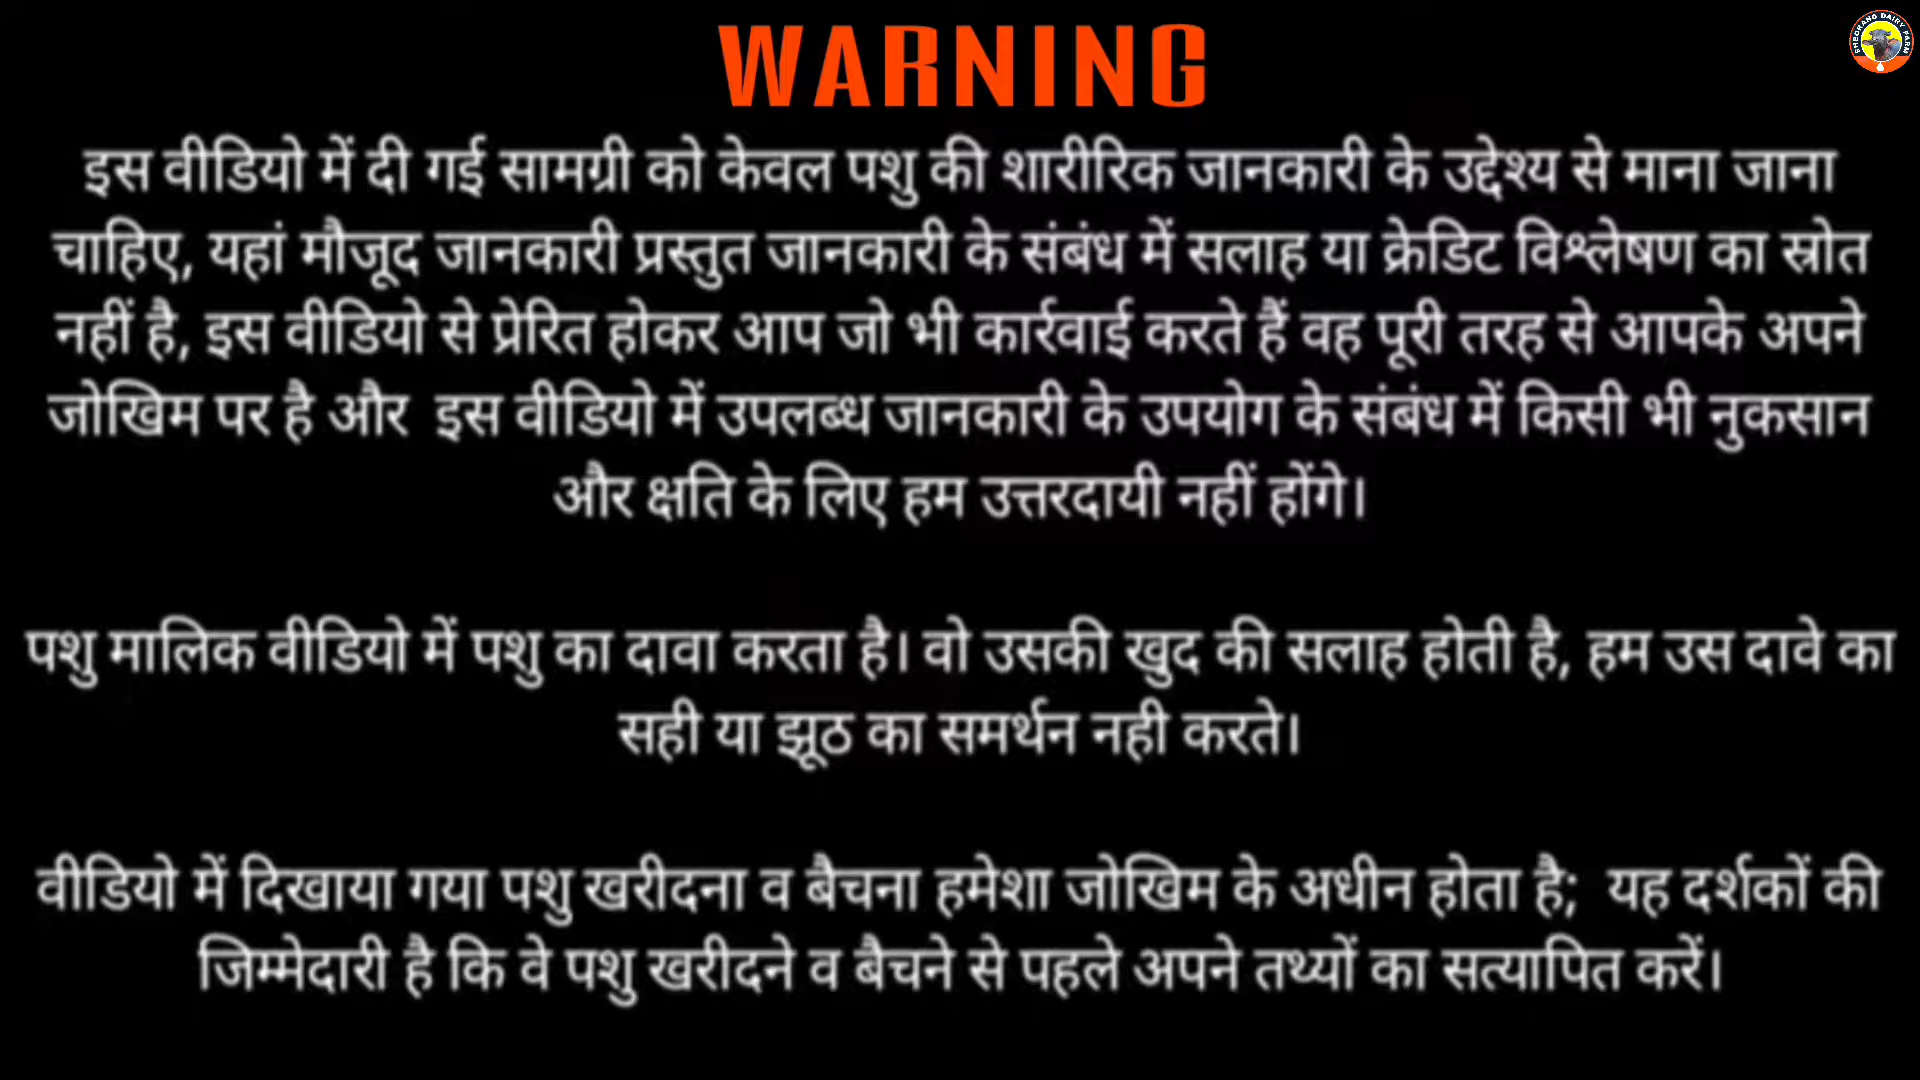 WARNING
SHEORANG DAIRY FARM
इस वीडियो में दी गई सामग्री को केवल पशु की शारीरिक जानकारी के उद्देश्य से माना जाना
चाहिए, यहां मौजूद जानकारी प्रस्तुत जानकारी के संबंध में सलाह या क्रेडिट विश्लेषण का स्रोत
नहीं है, इस वीडियो से प्रेरित होकर आप जो भी कार्रवाई करते हैं वह पूरी तरह से आपके अपने
जोखिम पर है और इस वीडियो में उपलब्ध जानकारी के उपयोग के संबंध में किसी भी नुकसान
और क्षति के लिए हम उत्तरदायी नहीं होंगे।
पशु मालिक वीडियो में पशु का दावा करता है। वो उसकी खुद की सलाह होती है, हम उस दावे का
सही या झूठ का समर्थन नही करते।
वीडियो में दिखाया गया पशु खरीदना व बैचना हमेशा जोखिम के अधीन होता है; यह दर्शकों की
जिम्मेदारी है कि वे पशु खरीदने व बैचने से पहले अपने तथ्यों का सत्यापित करें।